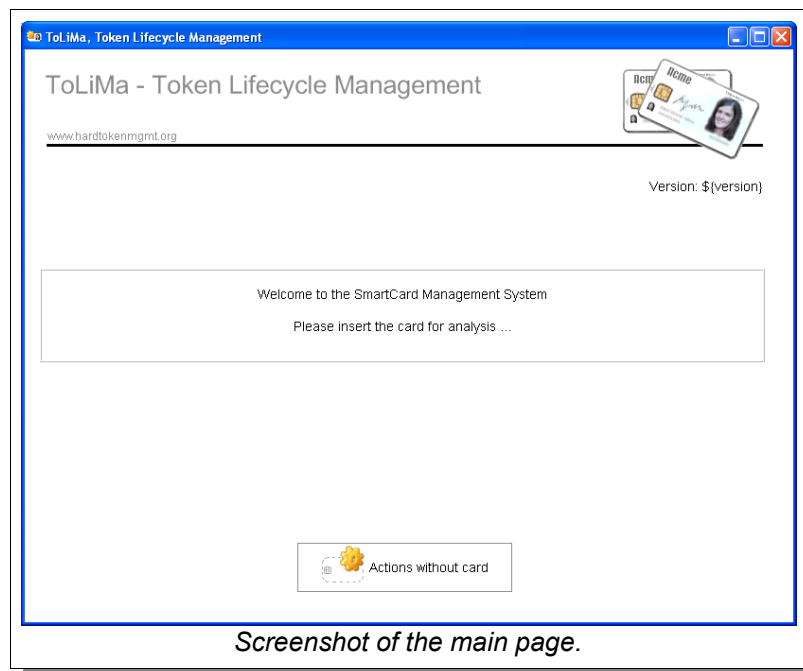 ToLiMa, Token Lifecycle Management
ToLiMa - Token Lifecycle Management
Acme
www.hardtokenmgmt.org
Version: ${version}
Welcome to the SmartCard Management System
Please insert the card for analysis ...
Actions without card
Screenshot of the main page.